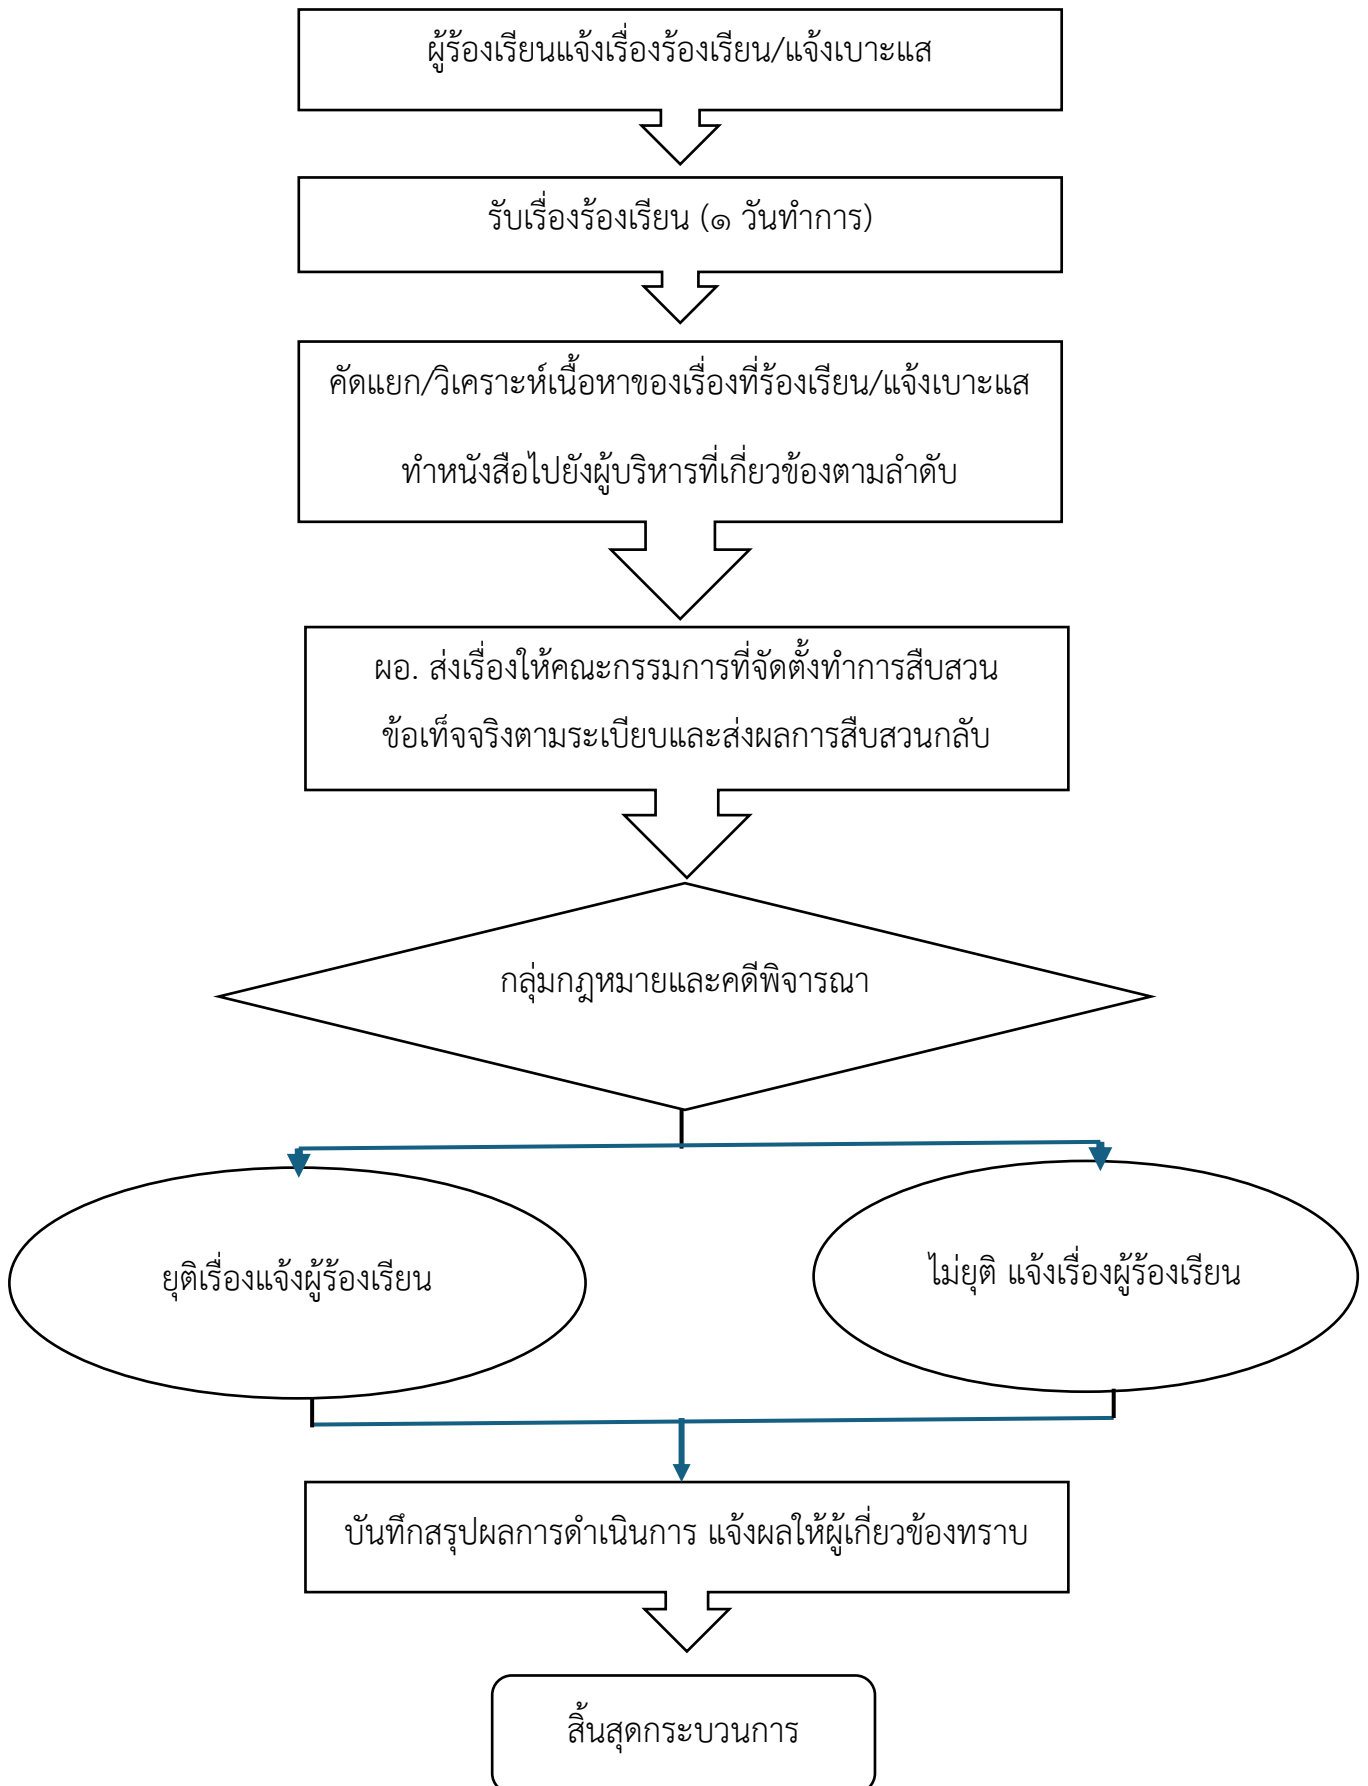 ผู้ร้องเรียนแจ้งเรื่องร้องเรียน/แจ้งเบาะแส
รับเรื่องร้องเรียน (๑ วันทำการ)
คัดแยก/วิเคราะห์เนื้อหาของเรื่องที่ร้องเรียน/แจ้งเบาะแส
ทำหนังสือไปยังผู้บริหารที่เกี่ยวข้องตามลำดับ
ผอ. ส่งเรื่องให้คณะกรรมการที่จัดตั้งทำการสืบสวน
ข้อเท็จจริงตามระเบียบและส่งผลการสืบสวนกลับ
กลุ่มกฎหมายและคดีพิจารณา
ยุติเรื่องแจ้งผู้ร้องเรียน
ไม่ยุติ แจ้งเรื่องผู้ร้องเรียน
บันทึกสรุปผลการดำเนินการ แจ้งผลให้ผู้เกี่ยวข้องทราบ
สิ้นสุดกระบวนการ